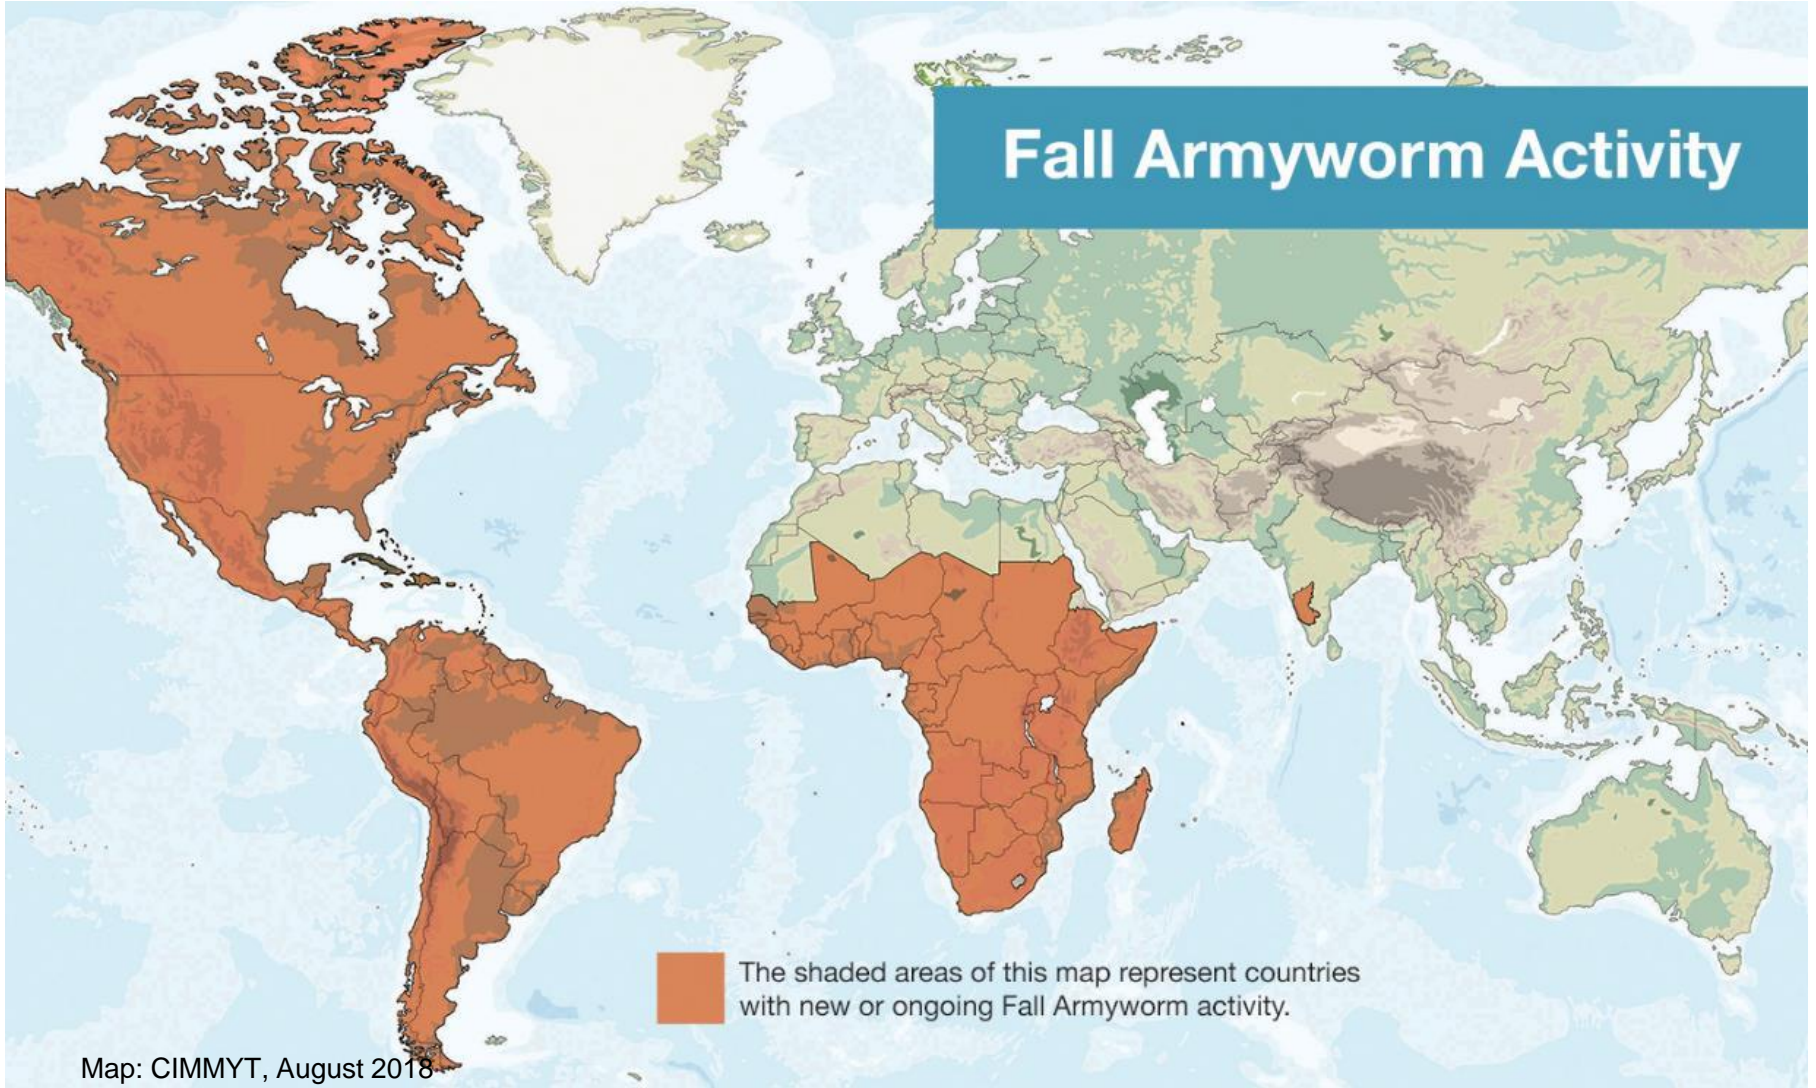 Fall Armyworm Activity
The shaded areas of this map represent countries
with new or ongoing Fall Armyworm activity.
Map: CIMMYT, August 2018